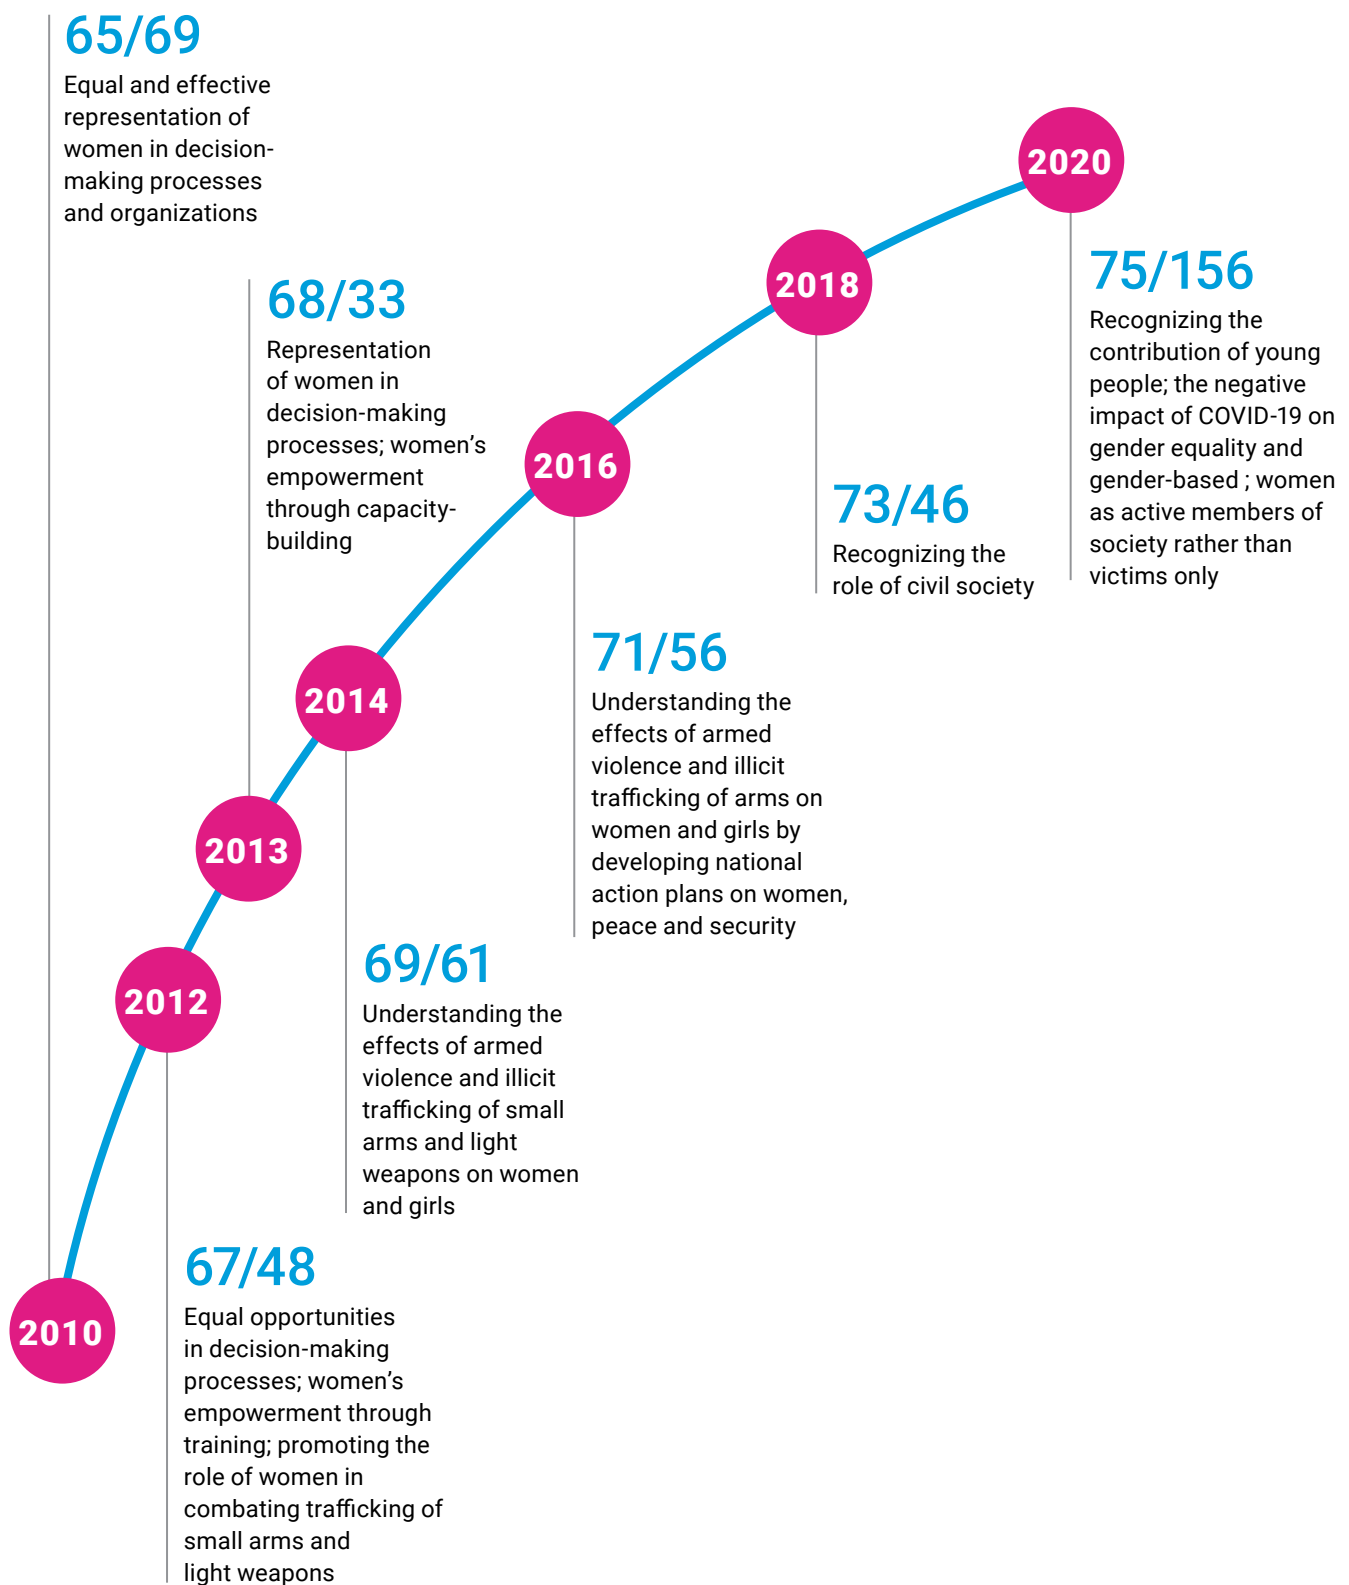 65/69
Equal and effective
representation of
women in decision-
making processes
and organizations
2010
67/48
Equal opportunities
in decision-making
processes; women's
empowerment through
training; promoting the
role of women in
combating trafficking of
small arms and
light weapons
2012
68/33
Representation
of women in
decision-making
processes; women's
empowerment
through capacity-
building
2013
2014
69/61
Understanding the
effects of armed
violence and illicit
trafficking of small
arms and light
weapons on women
and girls
2016
71/56
Understanding the
effects of armed
violence and illicit
trafficking of arms on
women and girls by
developing national
action plans on women,
peace and security
2018
73/46
Recognizing the
role of civil society
2020
75/156
Recognizing the
contribution of young
people; the negative
impact of COVID-19 on
gender equality and
gender-based ; women
as active members of
society rather than
victims only